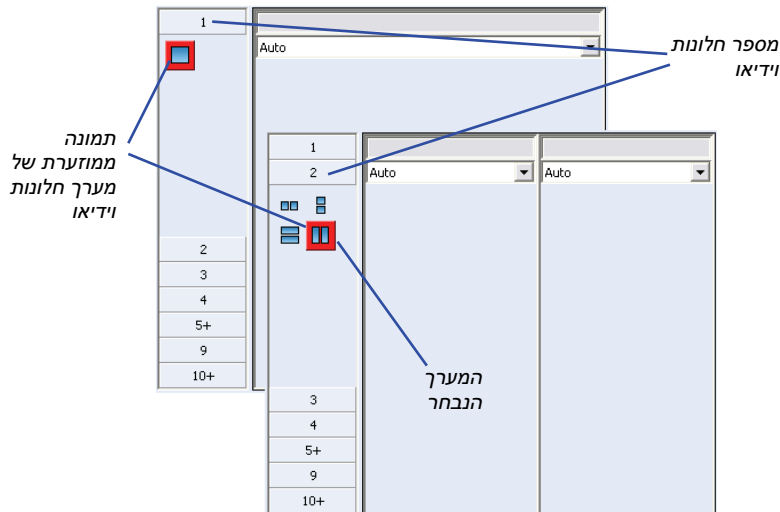 1
Auto
מספר חלונות
וידיאו
תמונה
ממוזערת של
מערך חלונות
וידיאו
2
3
4
5+
9
10+
1
2
Auto
Auto
המערך
הנבחר
3
4
5+
9
10+